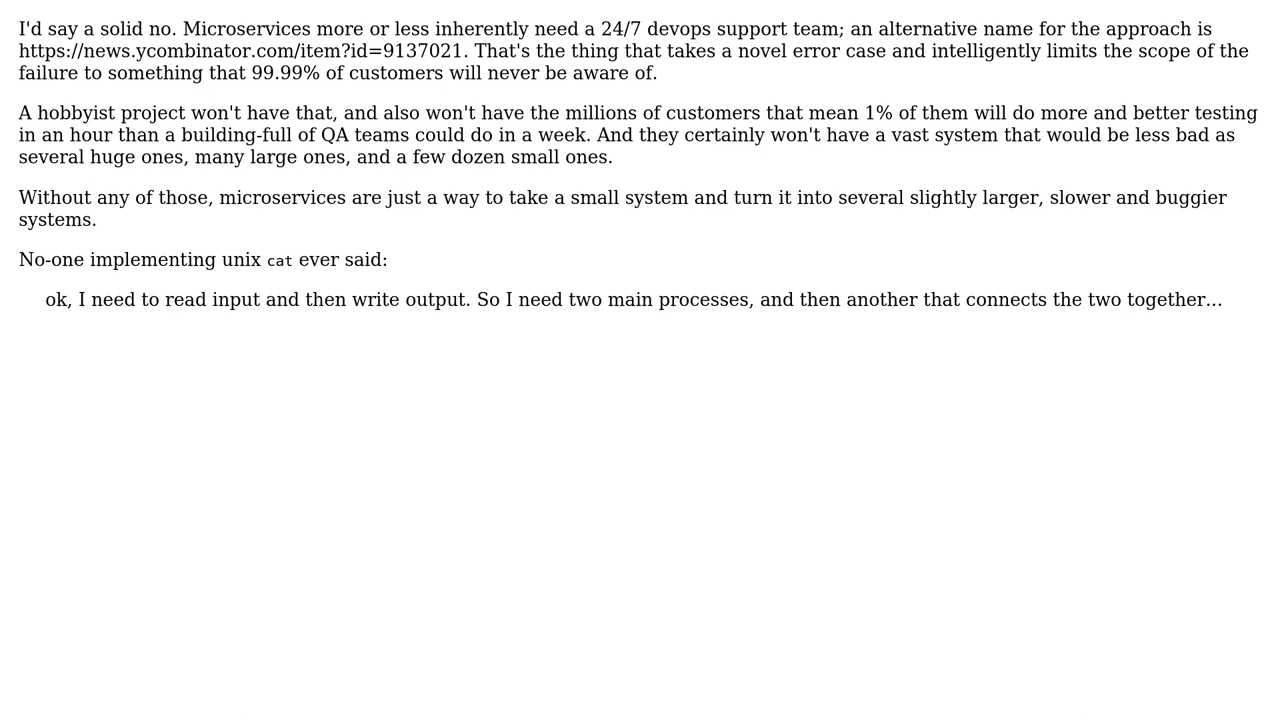 I'd say a solid no. Microservices more or less inherently need a 24/7 devops support team; an alternative name for the approach is
https://news.ycombinator.com/item?id=9137021. That's the thing that takes a novel error case and intelligently limits the scope of the
failure to something that 99.99% of customers will never be aware of.
A hobbyist project won't have that, and also won't have the millions of customers that mean 1% of them will do more and better testing
in an hour than a building-full of QA teams could do in a week. And they certainly won't have a vast system that would be less bad as
several huge ones, many large ones, and a few dozen small ones.
Without any of those, microservices are just a way to take a small system and turn it into several slightly larger, slower and buggier
systems.
No-one implementing unix cat ever said:
ok, I need to read input and then write output. So I need two main processes, and then another that connects the two together...